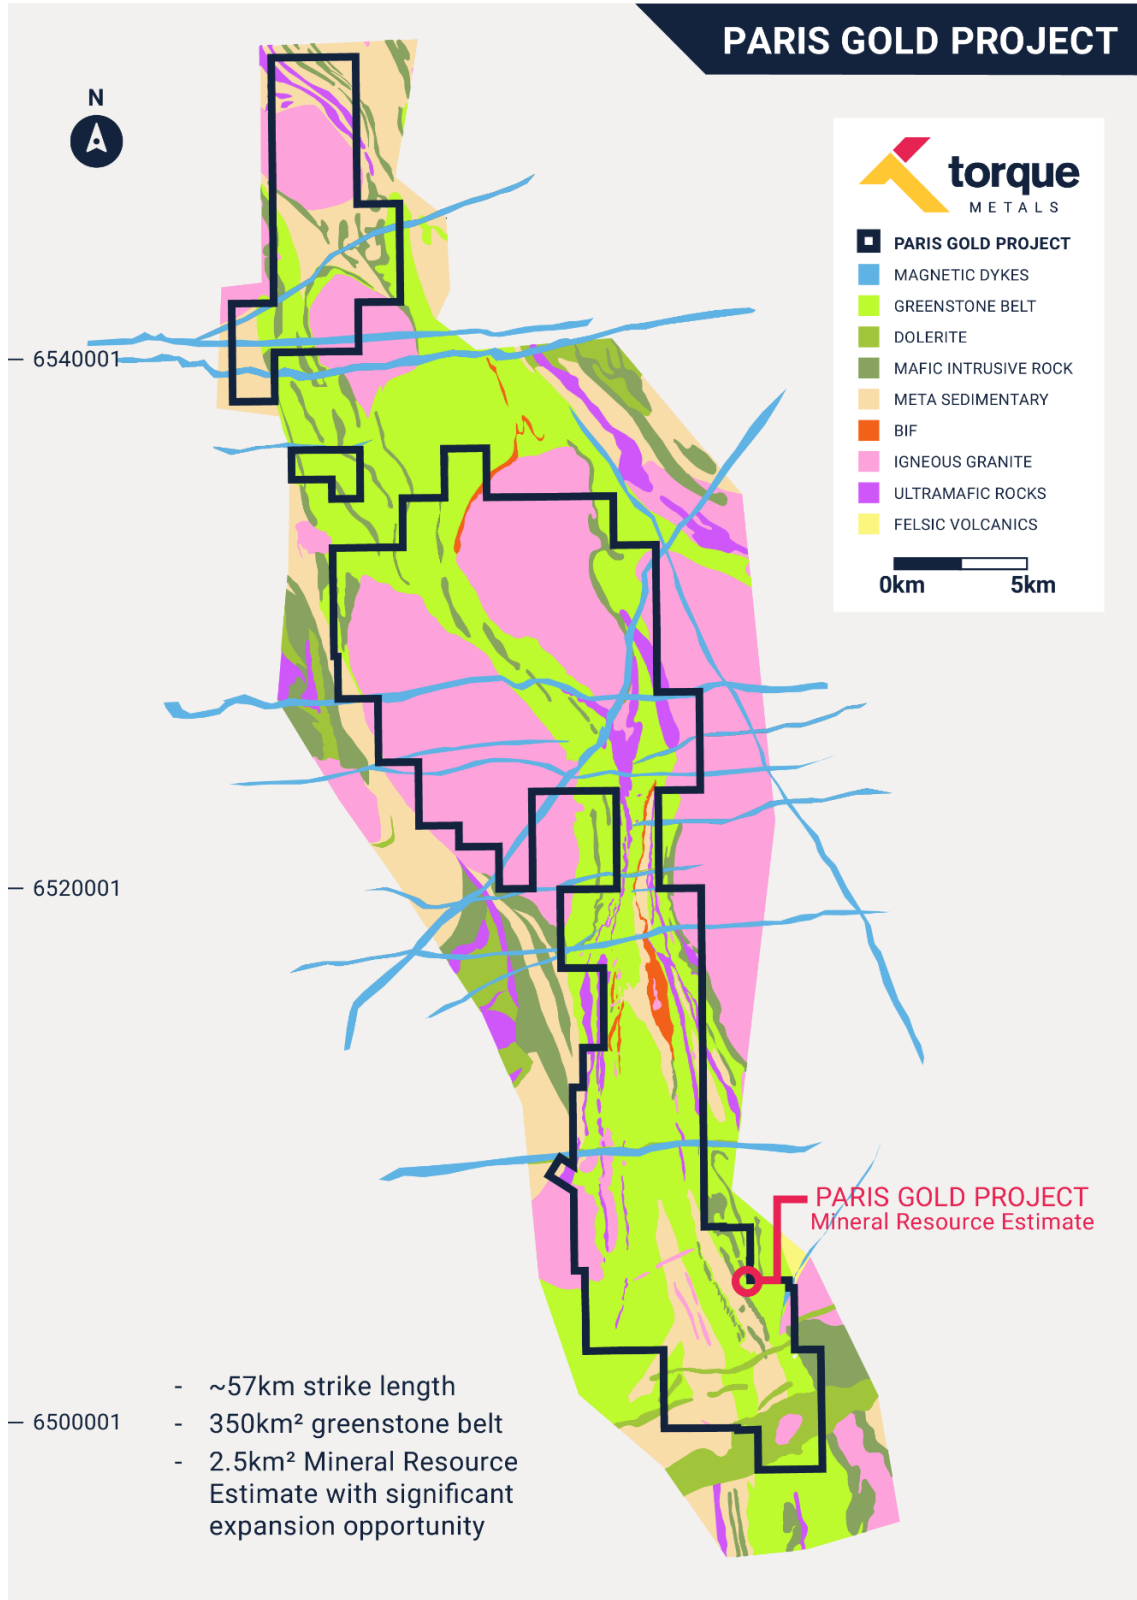 PARIS GOLD PROJECT
N
torque
METALS
PARIS GOLD PROJECT
MAGNETIC DYKES
GREENSTONE BELT
DOLERITE
MAFIC INTRUSIVE ROCK
META SEDIMENTARY
BIF
IGNEOUS GRANITE
ULTRAMAFIC ROCKS
FELSIC VOLCANICS
0km 5km
6540001
6520001
PARIS GOLD PROJECT
Mineral Resource Estimate
6500001
- ~57km strike length
- 350km² greenstone belt
- 2.5km² Mineral Resource
Estimate with significant
expansion opportunity